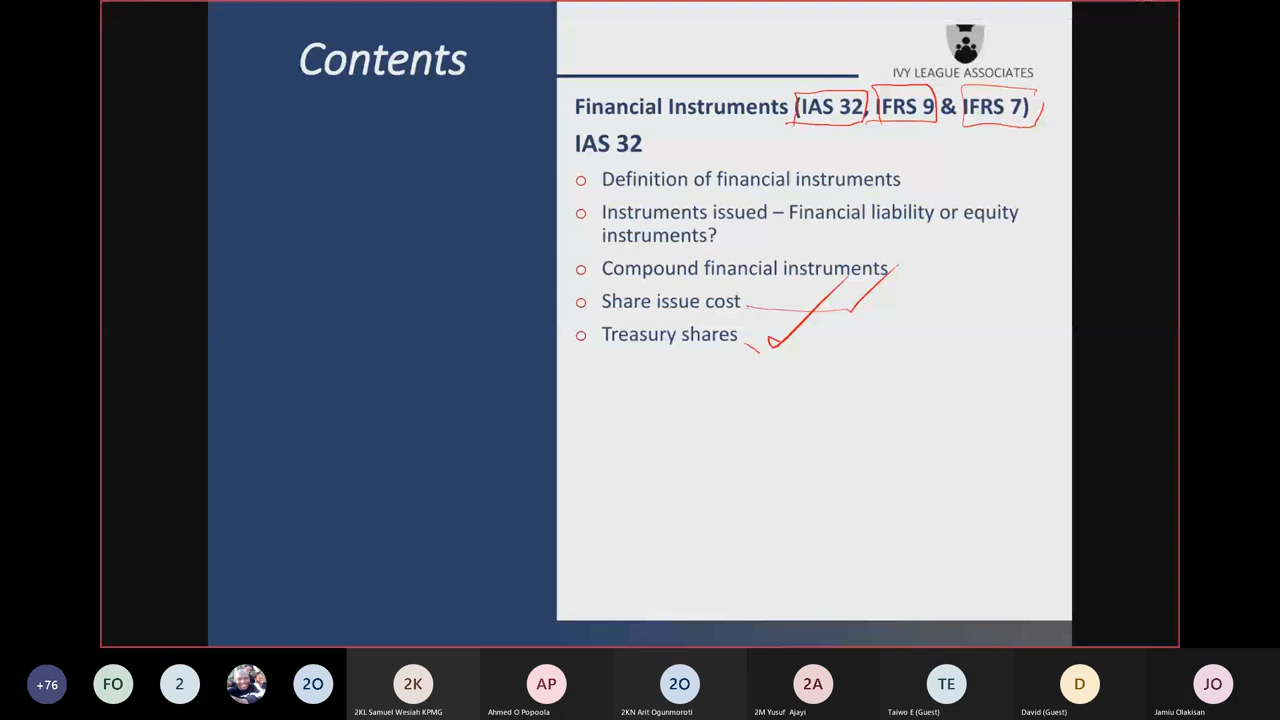 Contents
IVY LEAGUE ASSOCIATES
Financial Instruments (IAS 32, IFRS 9 & IFRS 7)
IAS 32
Definition of financial instruments
Instruments issued – Financial liability or equity
instruments?
Compound financial instruments
Share issue cost
Treasury shares
+76
FO
2
2O
2K
AP
2O
2A
TE
D
JO
2KL Samuel Wesiah KPMG
Ahmed O Popoola
2KN Arit Ogunmoroti
2M Yusuf Ajayi
Taiwo E (Guest)
David (Guest)
Jamiu Olakisan